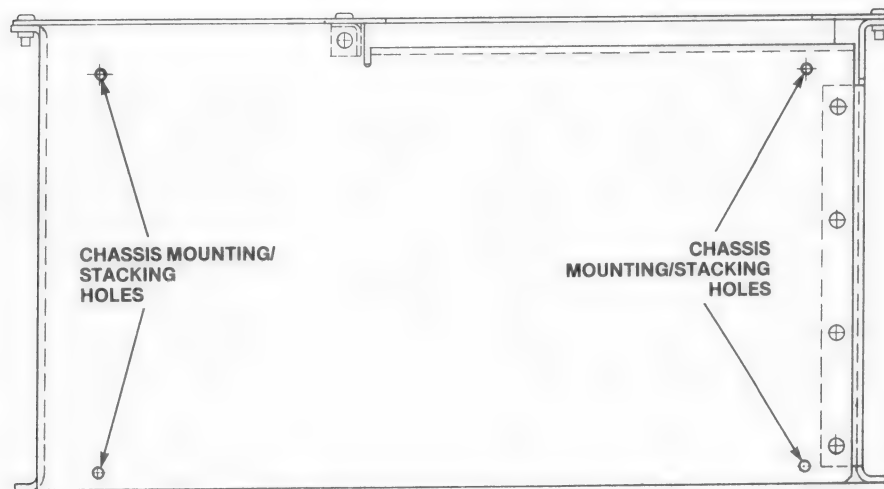 CHASSIS MOUNTING/
STACKING
HOLES
CHASSIS
MOUNTING/STACKING
HOLES